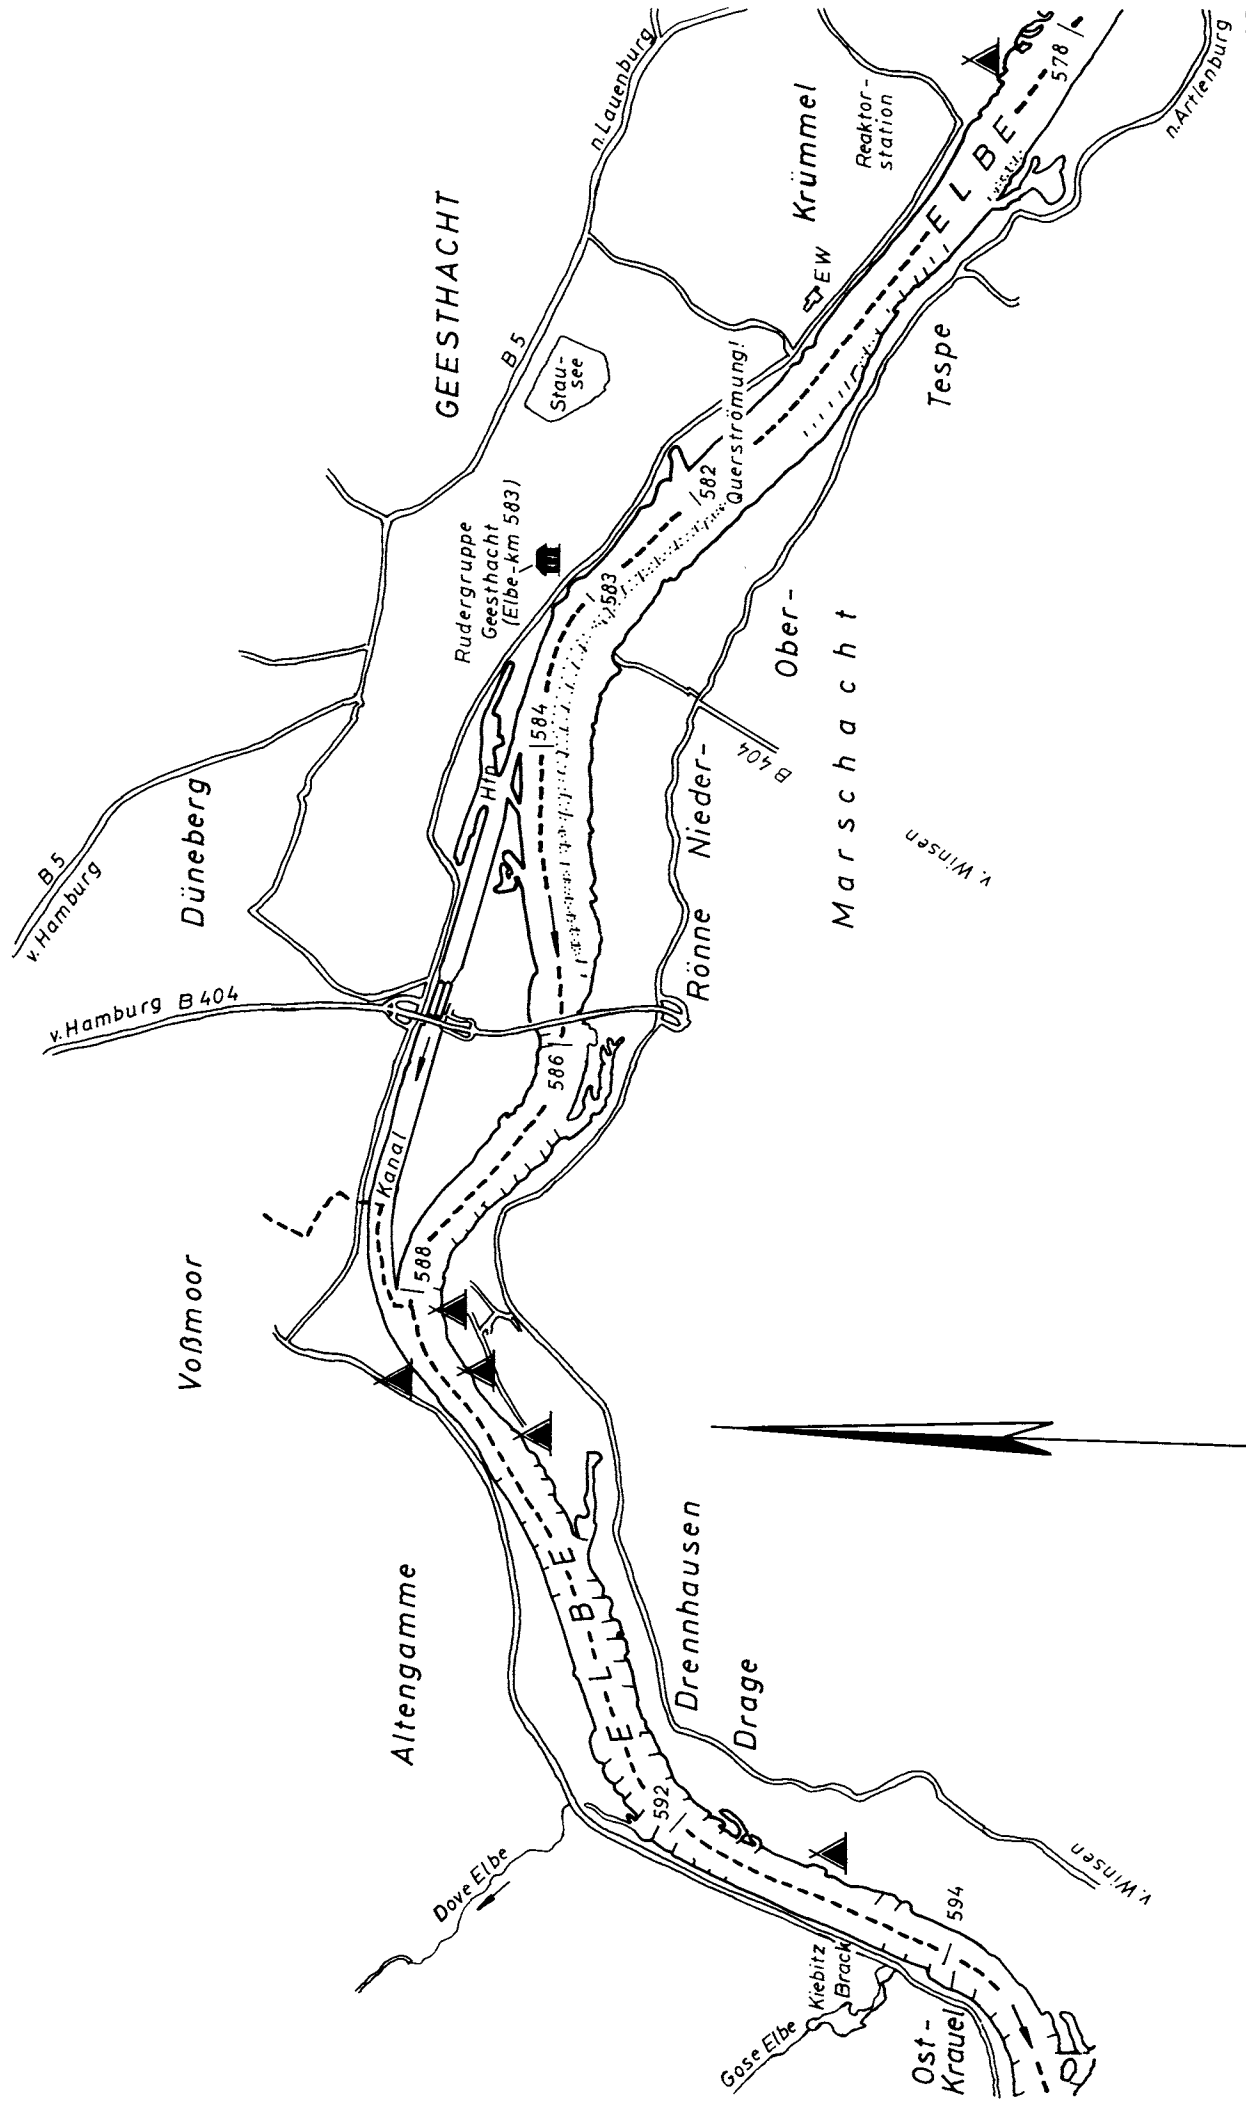 Gose Elbe
Kiebitz
Brack
Ost-
Krauel
Dove Elbe
594
v. Winsen
592
Drage
Drennhausen
Altengamme
E L B E
Voßmoor
588
Kanal
586
v. Hamburg B 404
B 5
v. Hamburg
Düneberg
Hfn
Rönne
Nieder-
Ober-
Marschacht
v. Winsen
B 404
584
583
Rudergruppe
Geesthacht
(Elbe-km 583)
582
Querströmung!
GEESTHACHT
B 5
Stau-
see
n. Lauenburg
EW
Krümmel
Reaktor-
station
Tespe
ELBE
578
n. Artlenburg